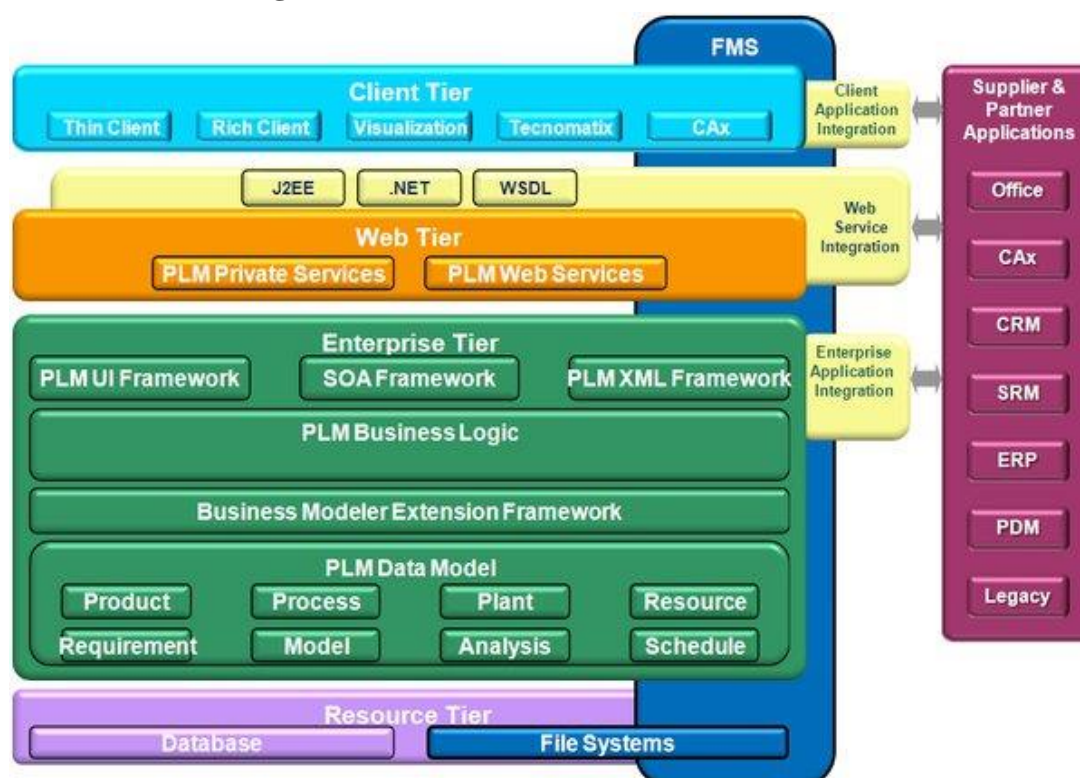 FMS
Client Tier
Thin Client
Rich Client
Visualization
Tecnomatix
CAx
Client
Application
Integration
J2EE
.NET
WSDL
Web
Service
Integration
Web Tier
PLM Private Services
PLM Web Services
Enterprise Tier
PLM UI Framework
SOA Framework
PLM XML Framework
Enterprise
Application
Integration
PLM Business Logic
Business Modeler Extension Framework
PLM Data Model
Product
Process
Plant
Resource
Requirement
Model
Analysis
Schedule
Resource Tier
Database
File Systems
Supplier &
Partner
Applications
Office
CAx
CRM
SRM
ERP
PDM
Legacy